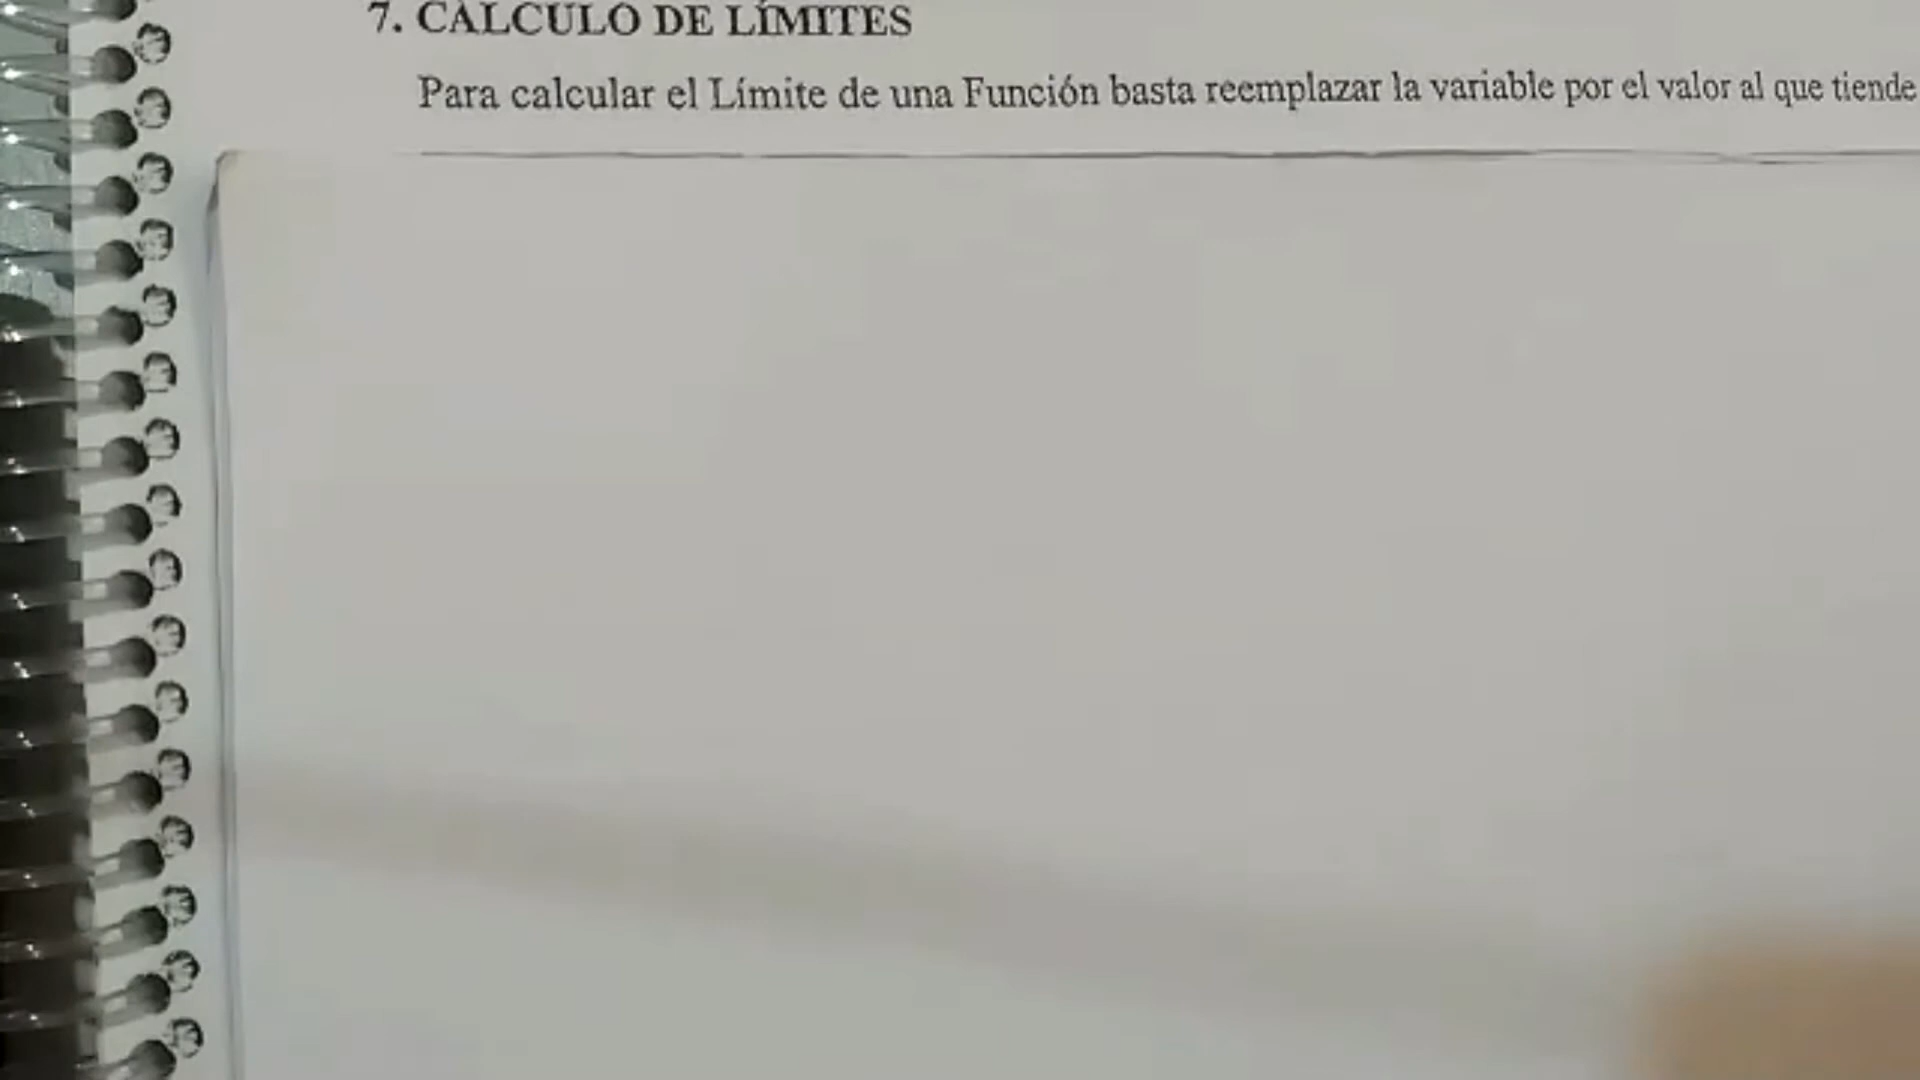 7. CÁLCULO DE LÍMITES
Para calcular el Límite de una Función basta reemplazar la variable por el valor al que tiende